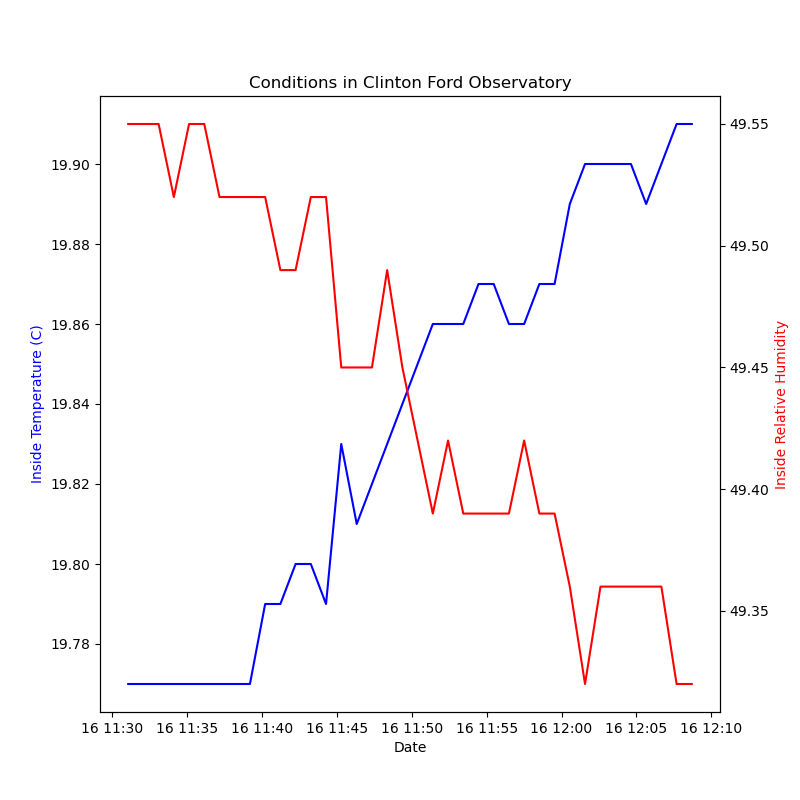 Conditions in Clinton Ford Observatory
19.90
19.88
19.86
19.84
19.82
19.80
19.78
Inside Temperature (C)
49.55
49.50
49.45
49.40
49.35
Inside Relative Humidity
16 11:30 16 11:35 16 11:40 16 11:45 16 11:50 16 11:55 16 12:00 16 12:05 16 12:10
Date